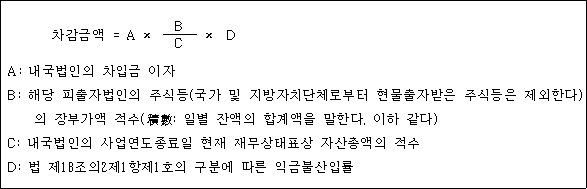 차감금액 = A × B/C × D
A: 내국법인의 차입금 이자
B: 해당 피출자법인의 주식등(국가 및 지방자치단체로부터 현물출자받은 주식등은 제외한다)
의 장부가액 적수(積數: 일별 잔액의 합계액을 말한다. 이하 같다)
C: 내국법인의 사업연도종료일 현재 재무상태표상 자산총액의 적수
D: 법 제1B조의2제1항제1호의 구분에 따른 익금불산입률